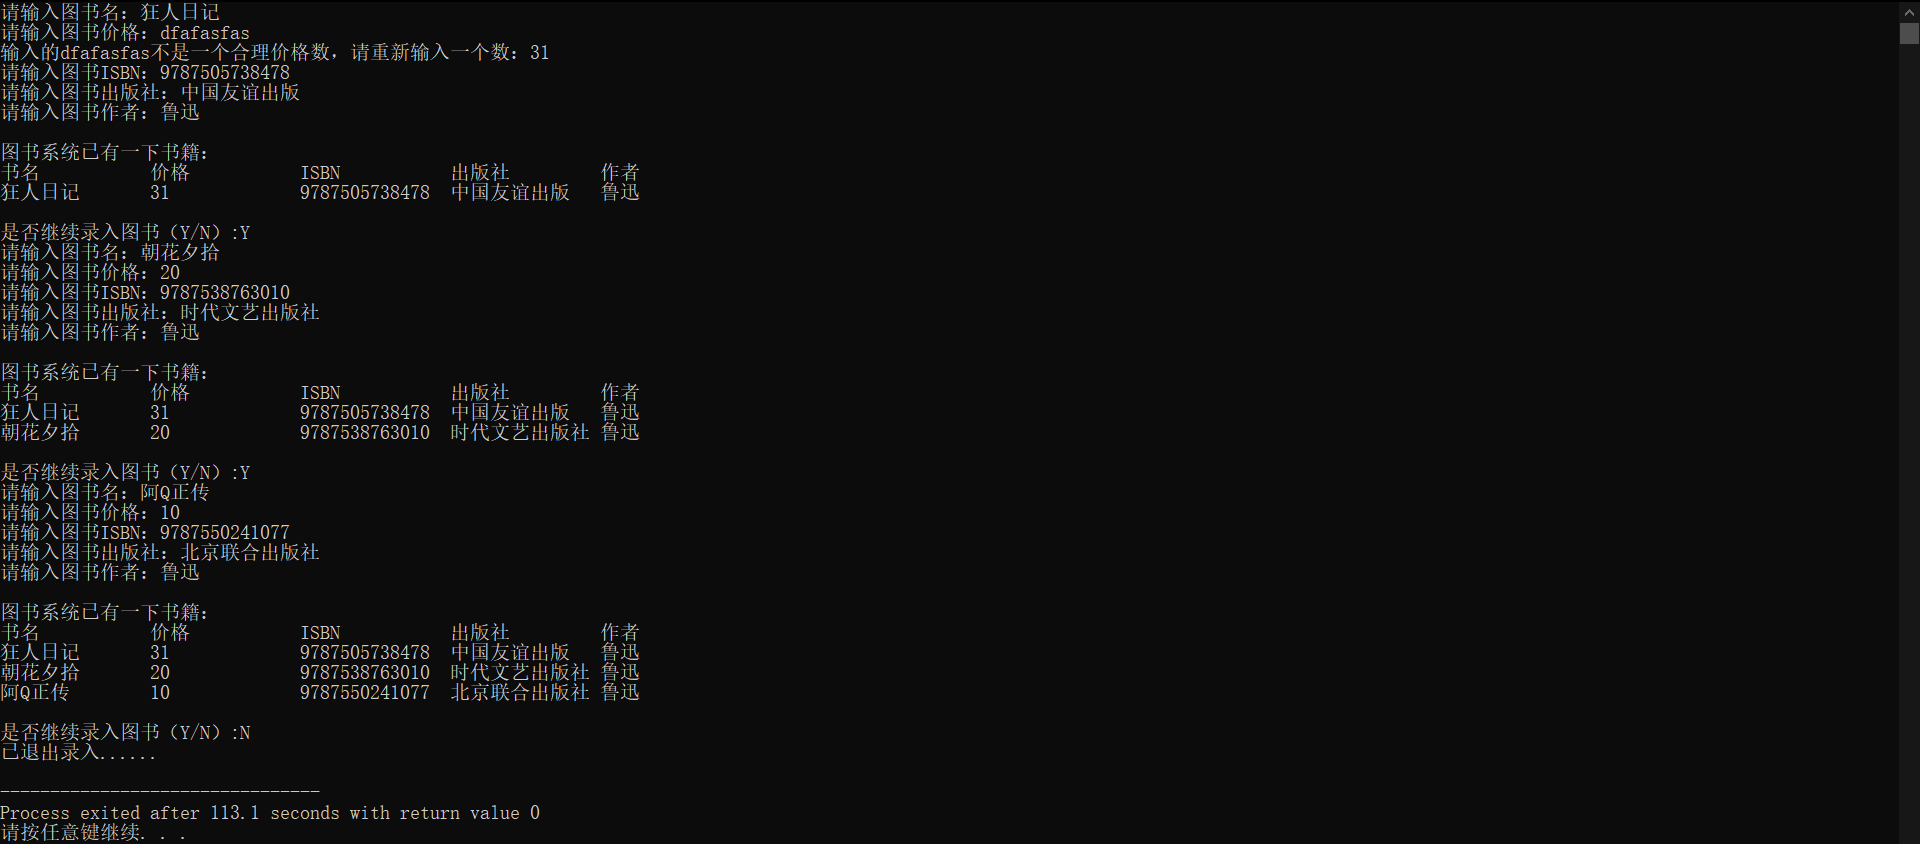 请输入图书名：狂人日记
请输入图书价格：dfafasfas
输入的dfafasfas不是一个合理价格数，请重新输入一个数：31
请输入图书ISBN：9787505738478
请输入图书出版社：中国友谊出版
请输入图书作者：鲁迅
图书系统已有一下书籍：
书名 价格 ISBN 出版社 作者
狂人日记 31 9787505738478 中国友谊出版 鲁迅
是否继续录入图书（Y/N）:Y
请输入图书名：朝花夕拾
请输入图书价格：20
请输入图书ISBN：9787538763010
请输入图书出版社：时代文艺出版社
请输入图书作者：鲁迅
图书系统已有一下书籍：
书名 价格 ISBN 出版社 作者
狂人日记 31 9787505738478 中国友谊出版 鲁迅
朝花夕拾 20 9787538763010 时代文艺出版社 鲁迅
是否继续录入图书（Y/N）:Y
请输入图书名：阿Q正传
请输入图书价格：10
请输入图书ISBN：9787550241077
请输入图书出版社：北京联合出版社
请输入图书作者：鲁迅
图书系统已有一下书籍：
书名 价格 ISBN 出版社 作者
狂人日记 31 9787505738478 中国友谊出版 鲁迅
朝花夕拾 20 9787538763010 时代文艺出版社 鲁迅
阿Q正传 10 9787550241077 北京联合出版社 鲁迅
是否继续录入图书（Y/N）:N
已退出录入......
--------------------------------
Process exited after 113.1 seconds with return value 0
请按任意键继续. . .